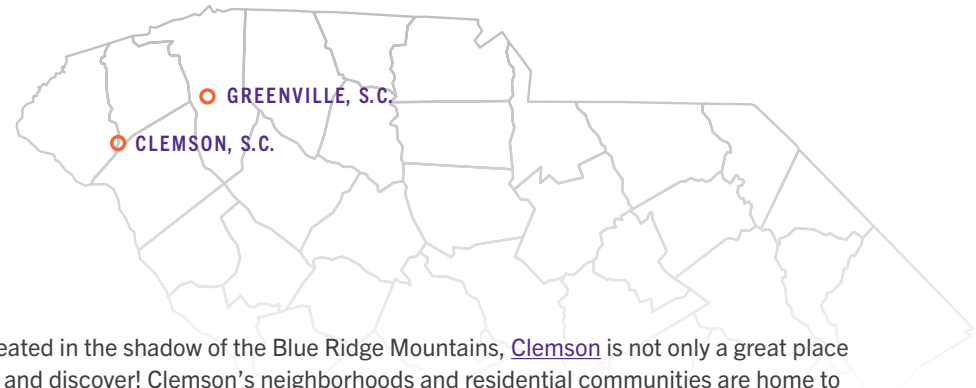 GREENVILLE, S.C.
CLEMSON, S.C.
eated in the shadow of the Blue Ridge Mountains, Clemson is not only a great place
and discover! Clemson's neighborhoods and residential communities are home to